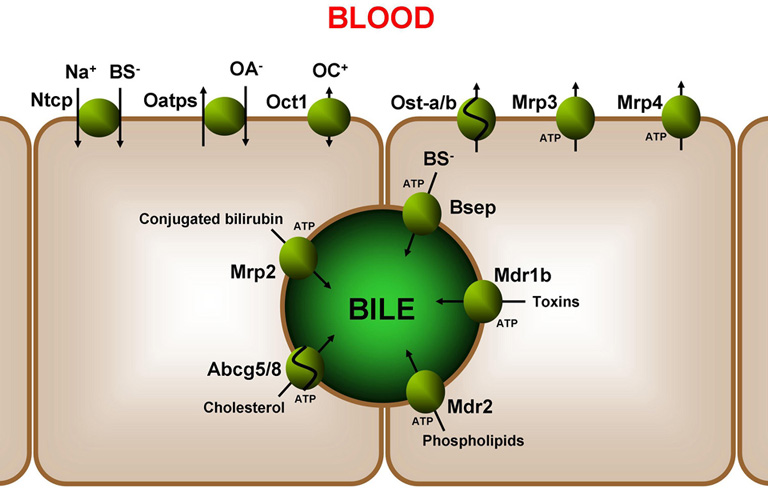 BLOOD
Na+ BS-
OA-
OC+
Ntcp
Oatps
Oct1
Ost-a/b
Mrp3
Mrp4
ATP
ATP
BS-
ATP
Bsep
Conjugated bilirubin
ATP
Mrp2
Mdr1b
Toxins
ATP
BILE
Abcg5/8
ATP
Cholesterol
Mdr2
ATP
Phospholipids